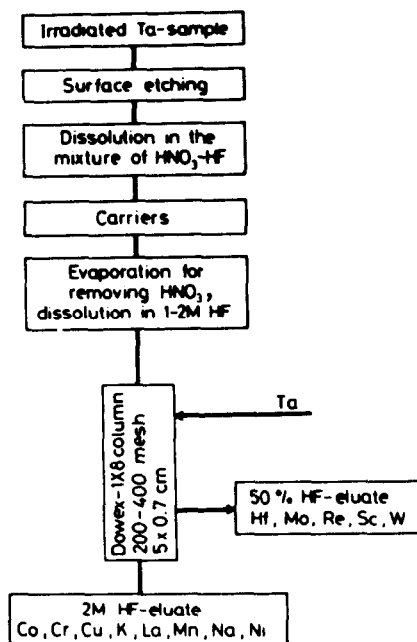 Irradiated Ta-sample
Surface etching
Dissolution in the
mixture of HNO₃-HF
Carriers
Evaporation for
removing HNO₃,
dissolution in 1-2M HF
Ta
Dowex-1X8 column
200-400 mesh
5 x 0.7 cm
50 % HF-eluate
Hf, Mo, Re, Sc, W
2M HF-eluate
Co, Cr, Cu, K, La, Mn, Na, Ni